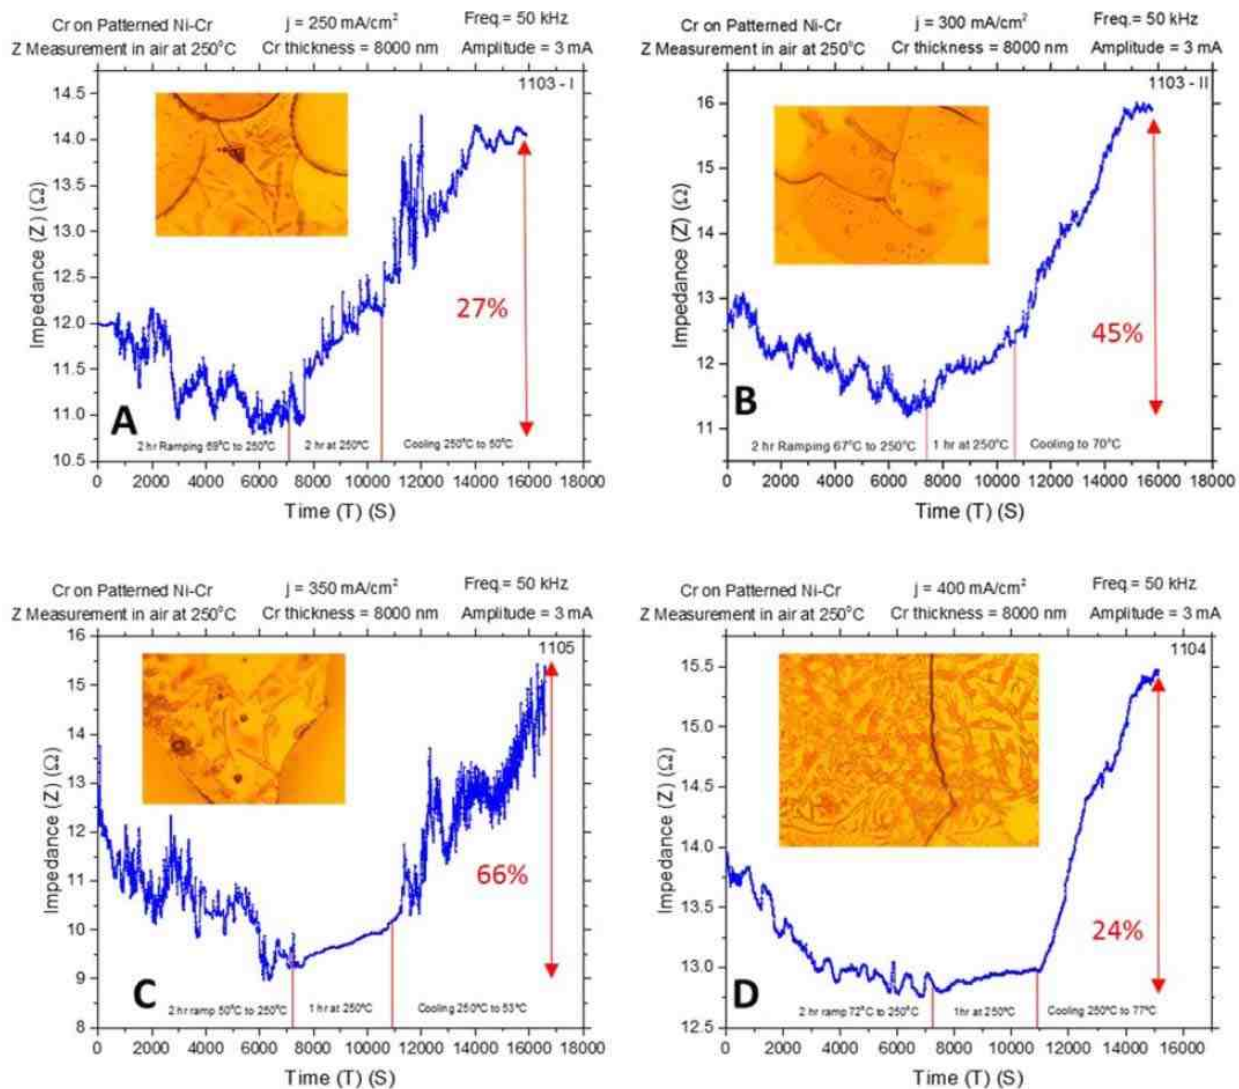 Cr on Patterned Ni-Cr j = 250 mA/cm² Freq.= 50 kHz
Z Measurement in air at 250°C Cr thickness = 8000 nm Amplitude = 3 mA
1103 - I
14.5
14.0
13.5
13.0
12.5
12.0
11.5
11.0
10.5
Impedance (Z) (Ω)
27%
A
2 hr Ramping 69°C to 250°C 2 hr at 250°C Cooling 250°C to 50°C
0 2000 4000 6000 8000 10000 12000 14000 16000 18000
Time (T) (S)
Cr on Patterned Ni-Cr j = 300 mA/cm² Freq.= 50 kHz
Z Measurement in air at 250°C Cr thickness = 8000 nm Amplitude = 3 mA
1103 - II
16
15
14
13
12
11
Impedance (Z) (Ω)
45%
B
2 hr Ramping 67°C to 250°C 1 hr at 250°C Cooling to 70°C
0 2000 4000 6000 8000 10000 12000 14000 16000 18000
Time (T) (S)
Cr on Patterned Ni-Cr j = 350 mA/cm² Freq.= 50 kHz
Z Measurement in air at 250°C Cr thickness = 8000 nm Amplitude = 3 mA
1105
16
15
14
13
12
11
10
9
8
Impedance (Z) (Ω)
66%
C
2 hr ramp 50°C to 250°C 1 hr at 250°C Cooling 250°C to 53°C
0 2000 4000 6000 8000 10000 12000 14000 16000 18000
Time (T) (S)
Cr on Patterned Ni-Cr j = 400 mA/cm² Freq.= 50 kHz
Z Measurement in air at 250°C Cr thickness = 8000 nm Amplitude = 3 mA
1104
15.5
15.0
14.5
14.0
13.5
13.0
12.5
Impedance (Z) (Ω)
24%
D
2 hr ramp 72°C to 250°C 1hr at 250°C Cooling 250°C to 77°C
0 2000 4000 6000 8000 10000 12000 14000 16000
Time (T) (S)